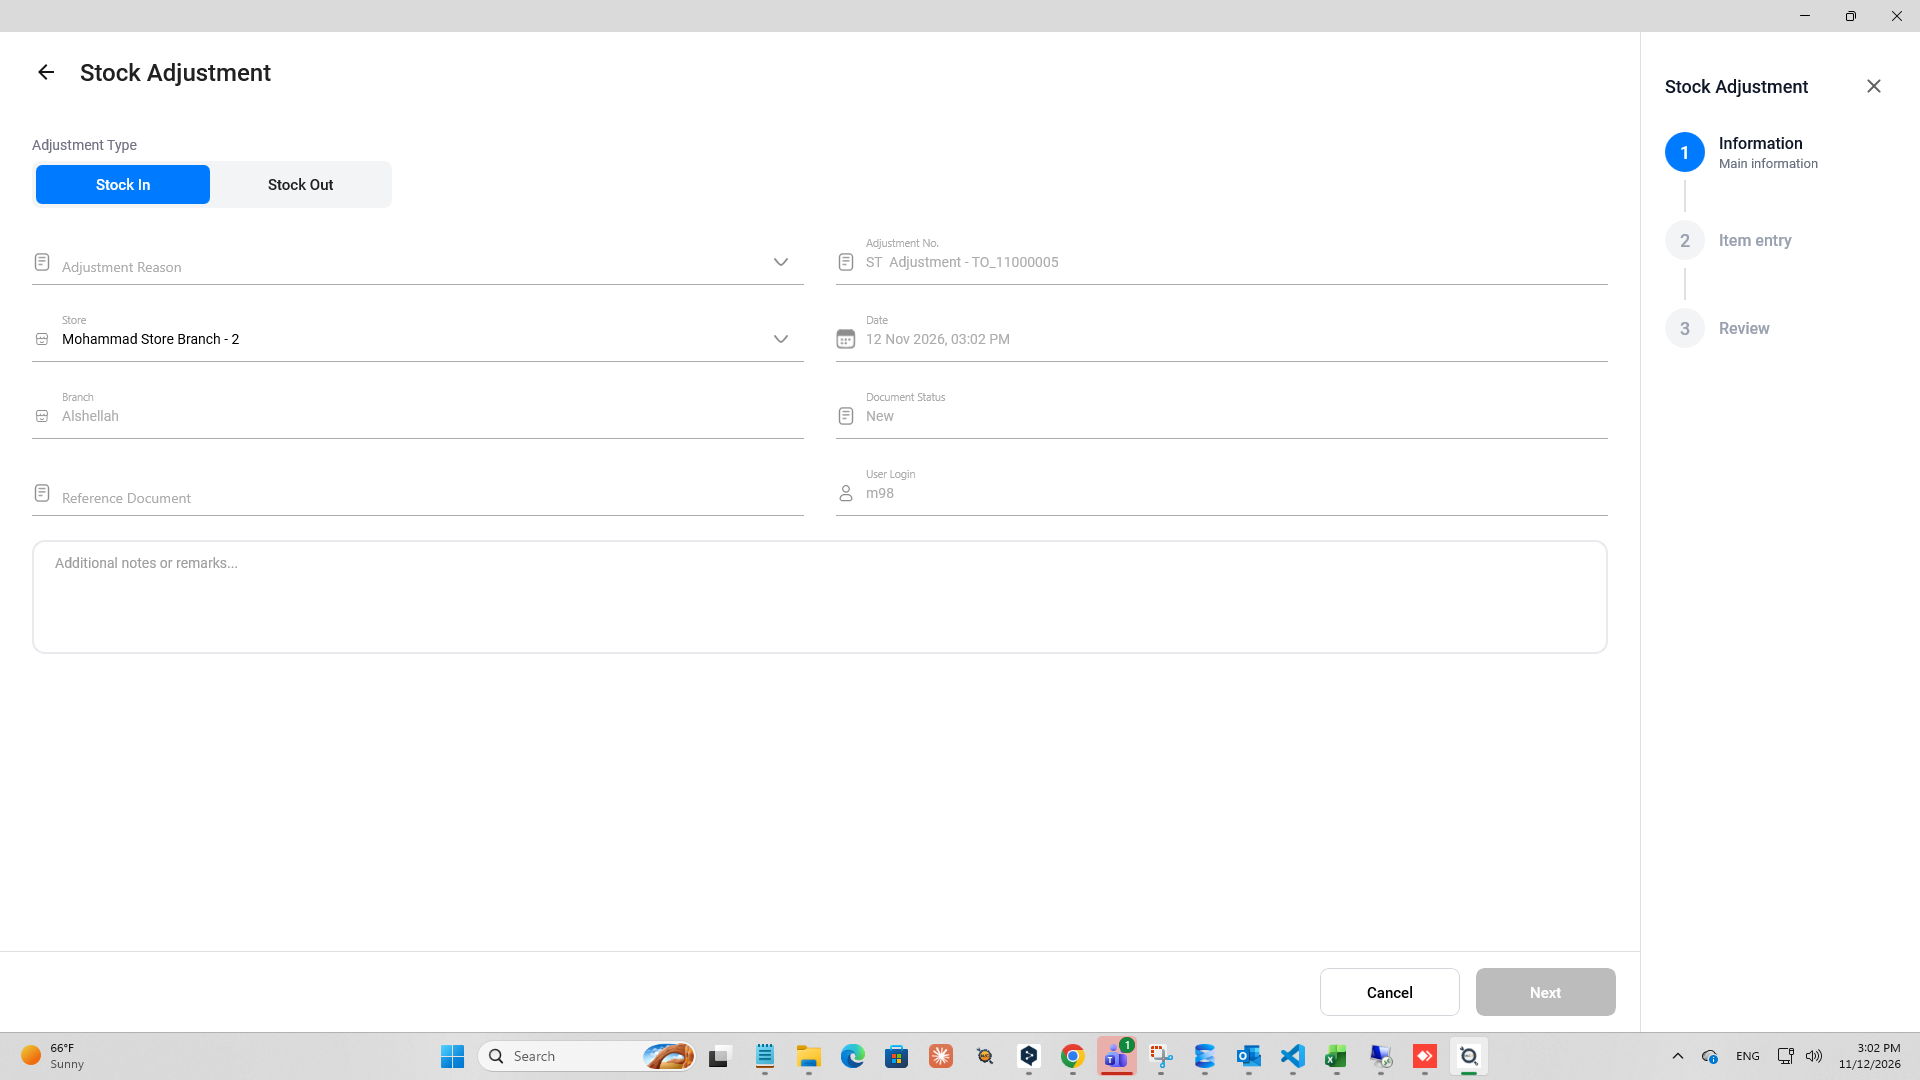 Stock Adjustment
Adjustment Type
Stock In
Stock Out
Adjustment Reason
Adjustment No.
ST  Adjustment - TO_11000005
Store
Mohammad Store Branch - 2
Date
12 Nov 2026, 03:02 PM
Branch
Alshellah
Document Status
New
Reference Document
User Login
m98
Additional notes or remarks...
Cancel
Next
Stock Adjustment
1
Information
Main information
2
Item entry
3
Review
66°F
Sunny
Search
1
ENG
3:02 PM
11/12/2026